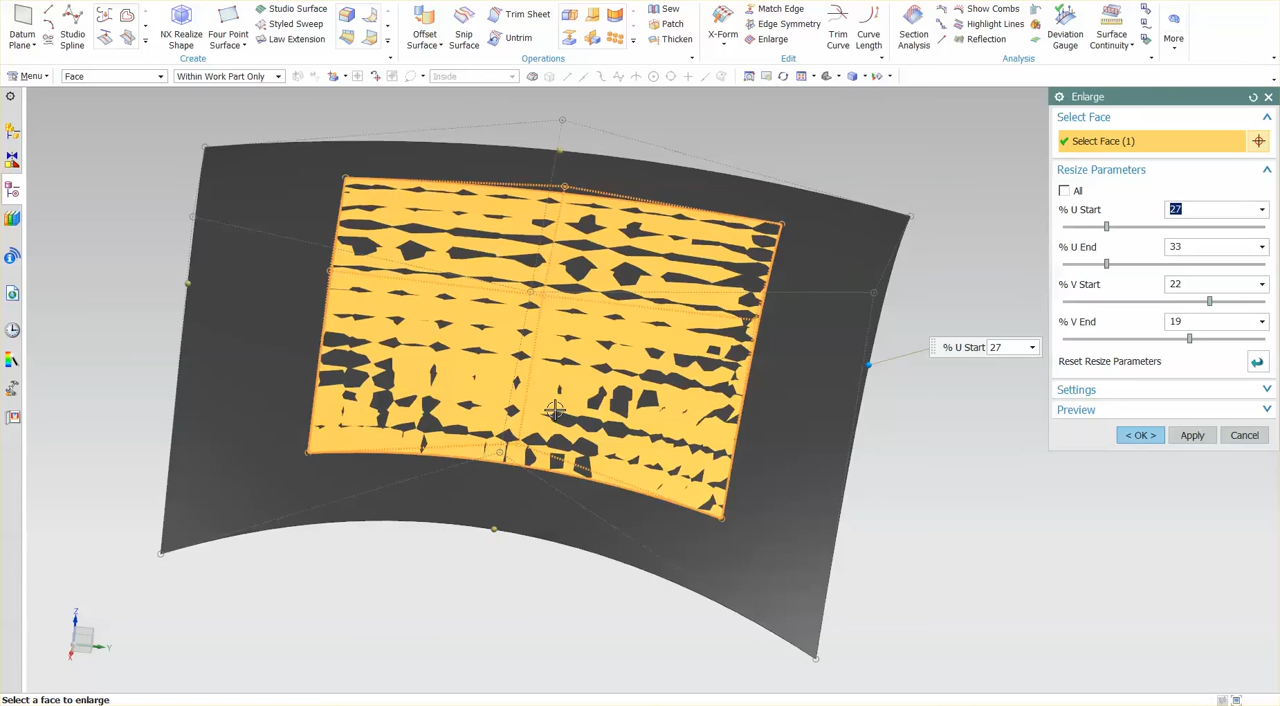 Datum Plane
Studio Spline
NX Realize Shape
Four Point Surface
Studio Surface
Styled Sweep
Law Extension
Create
Offset Surface
Snip Surface
Trim Sheet
Untrim
Sew
Patch
Thicken
Operations
X-Form
Match Edge
Edge Symmetry
Enlarge
Trim Curve
Curve Length
Edit
Section Analysis
Show Combs
Highlight Lines
Reflection
Deviation Gauge
Surface Continuity
Analysis
More
Menu
Face
Within Work Part Only
Inside
Enlarge
Select Face
Select Face (1)
Resize Parameters
All
% U Start 27
% U End 33
% V Start 22
% V End 19
Reset Resize Parameters
Settings
Preview
< OK >
Apply
Cancel
% U Start 27
Z
Y
X
Select a face to enlarge